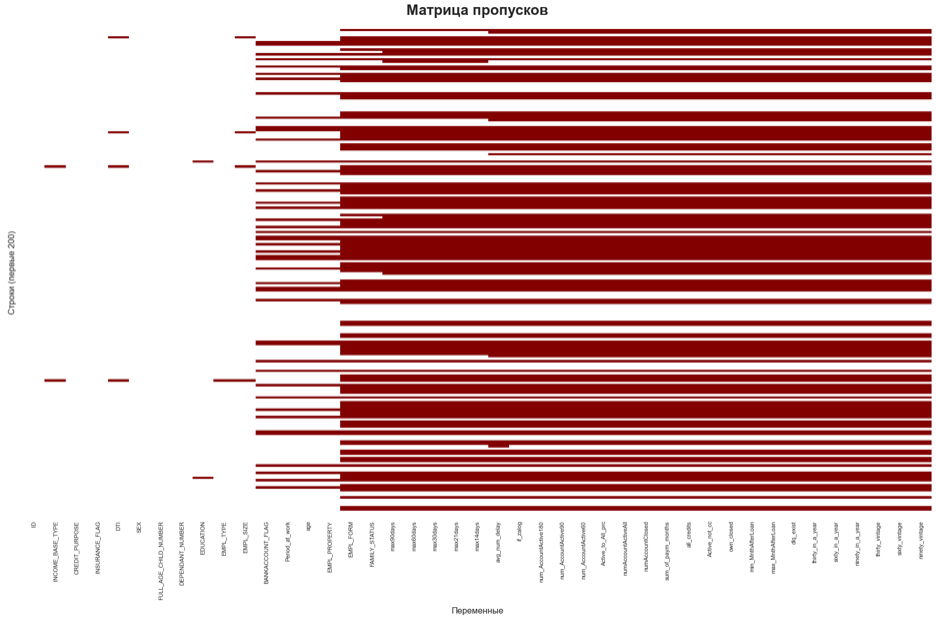 Матрица пропусков
Строки (первые 200)
ID
INCOME_BASE_TYPE
CREDIT_PURPOSE
INSURANCE_FLAG
DTI
SEX
FULL_AGE_CHILD_NUMBER
DEPENDANT_NUMBER
EDUCATION
EMPL_TYPE
EMPL_SIZE
BANKACCOUNT_FLAG
Period_at_work
age
EMPL_PROPERTY
EMPL_FORM
FAMILY_STATUS
max90days
max60days
max30days
max21days
max14days
avg_num_delay
if_zalog
num_AccountActive180
num_AccountActive90
num_AccountActive60
Active_to_All_prc
numAccountActiveAll
numAccountClosed
sum_of_paym_months
all_credits
Active_not_cc
own_closed
min_MnthAfterLoan
max_MnthAfterLoan
dlq_exist
thirty_in_a_year
sixty_in_a_year
ninety_in_a_year
thirty_vintage
sixty_vintage
ninety_vintage
Переменные